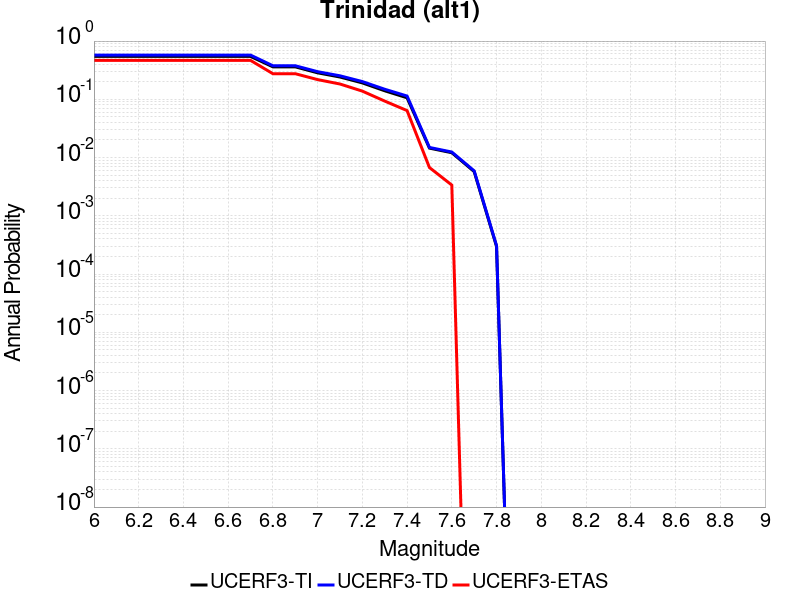 Trinidad (alt1)
10^0
10^-1
10^-2
10^-3
10^-4
10^-5
10^-6
10^-7
10^-8
Annual Probability
6 6.2 6.4 6.6 6.8 7 7.2 7.4 7.6 7.8 8 8.2 8.4 8.6 8.8 9
Magnitude
UCERF3-TI UCERF3-TD UCERF3-ETAS